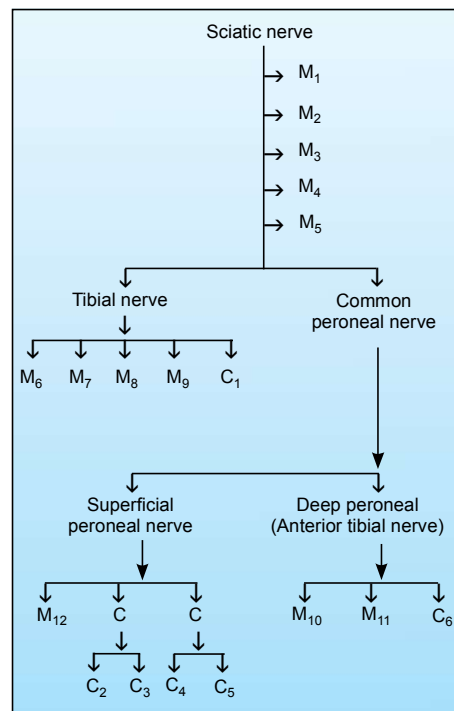 Sciatic nerve
M₁
M₂
M₃
M₄
M₅
Tibial nerve
Common
peroneal nerve
M₆ M₇ M₈ M₉ C₁
Superficial
peroneal nerve
Deep peroneal
(Anterior tibial nerve)
M₁₂ C C
M₁₀ M₁₁ C₆
C₂ C₃ C₄ C₅